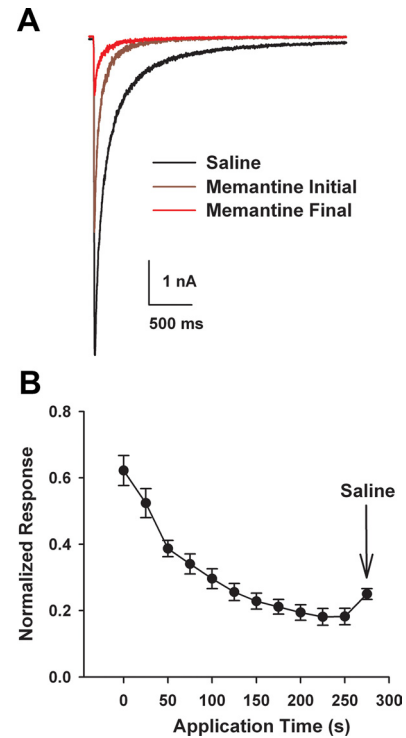 A
Saline
Memantine Initial
Memantine Final
1 nA
500 ms
B
0.8
0.6
0.4
0.2
0.0
Normalized Response
Saline
0 50 100 150 200 250 300
Application Time (s)